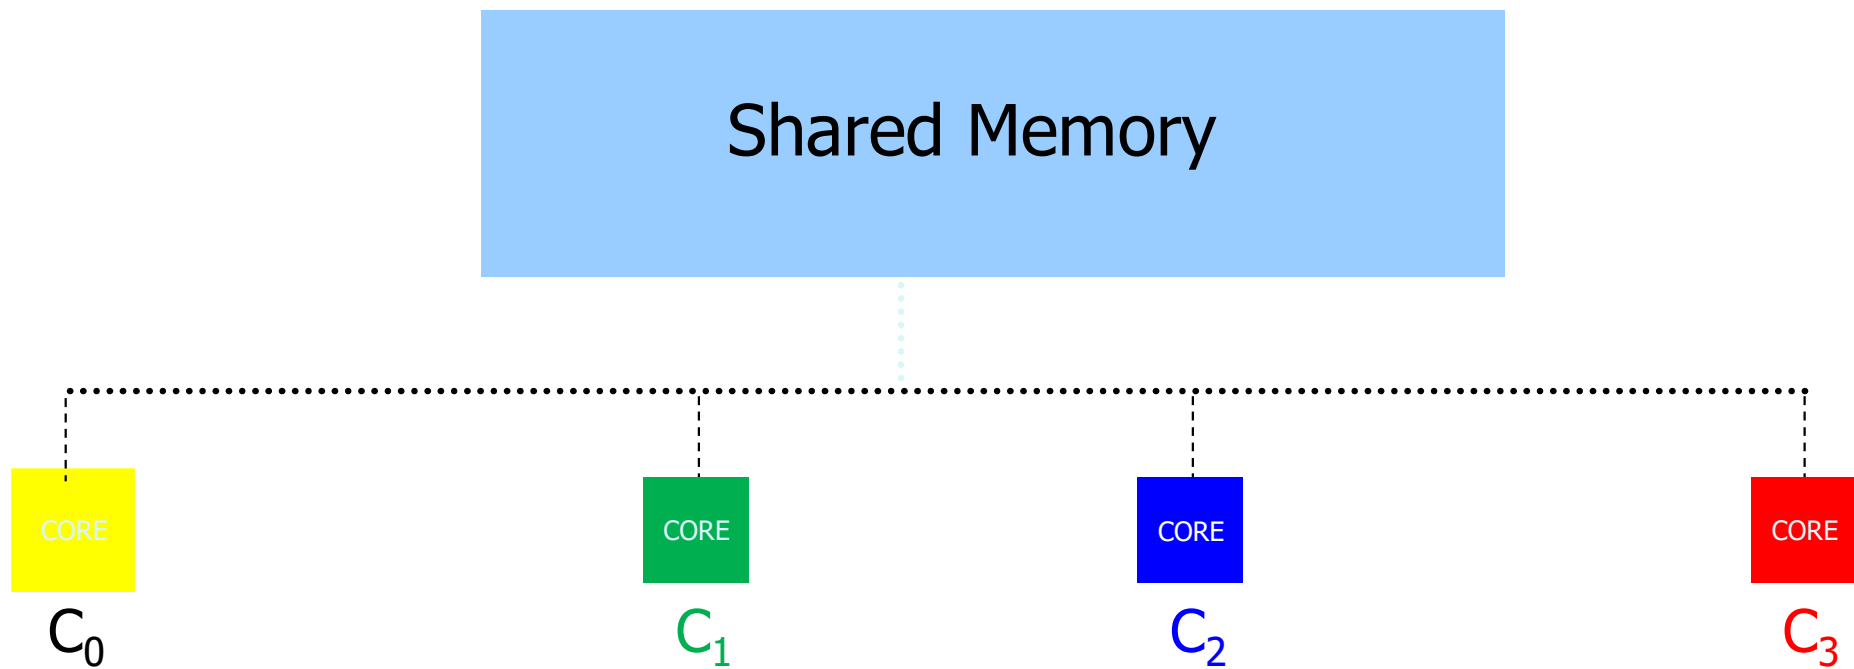 Shared Memory
CORE CORE CORE CORE
C₀ C₁ C₂ C₃